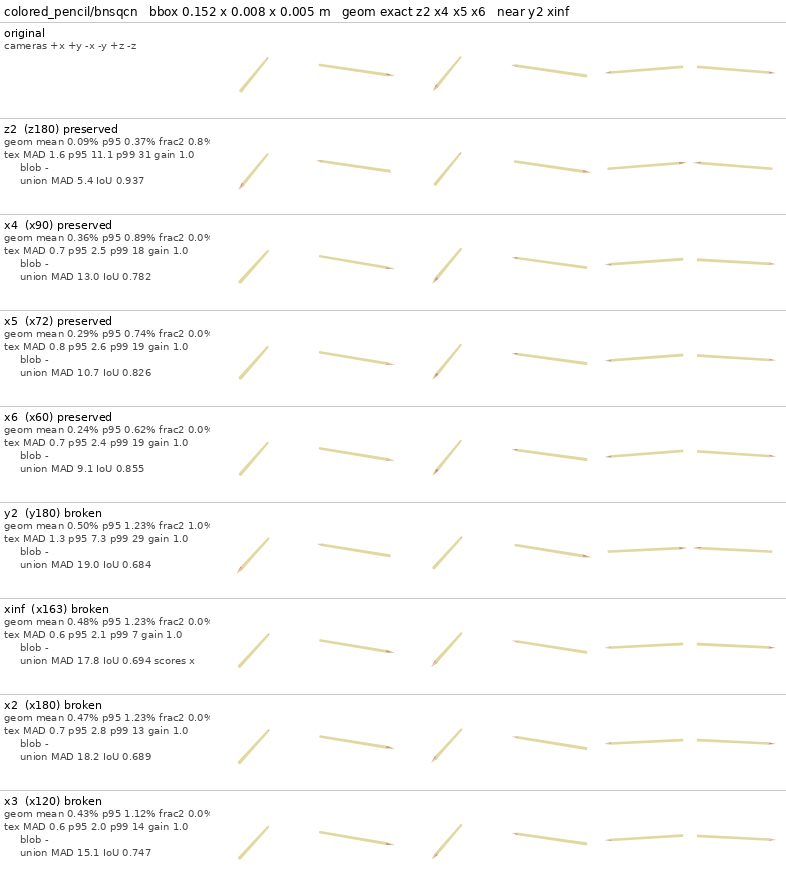 colored_pencil/bnsqcn bbox 0.152 x 0.008 x 0.005 m geom exact z2 x4 x5 x6 near y2 xinf
original
cameras +x +y -x -y +z -z
z2 (z180) preserved
geom mean 0.09% p95 0.37% frac2 0.8%
tex MAD 1.6 p95 11.1 p99 31 gain 1.0
blob -
union MAD 5.4 IoU 0.937
x4 (x90) preserved
geom mean 0.36% p95 0.89% frac2 0.0%
tex MAD 0.7 p95 2.5 p99 18 gain 1.0
blob -
union MAD 13.0 IoU 0.782
x5 (x72) preserved
geom mean 0.29% p95 0.74% frac2 0.0%
tex MAD 0.8 p95 2.6 p99 19 gain 1.0
blob -
union MAD 10.7 IoU 0.826
x6 (x60) preserved
geom mean 0.24% p95 0.62% frac2 0.0%
tex MAD 0.7 p95 2.4 p99 19 gain 1.0
blob -
union MAD 9.1 IoU 0.855
y2 (y180) broken
geom mean 0.50% p95 1.23% frac2 1.0%
tex MAD 1.3 p95 7.3 p99 29 gain 1.0
blob -
union MAD 19.0 IoU 0.684
xinf (x163) broken
geom mean 0.48% p95 1.23% frac2 0.0%
tex MAD 0.6 p95 2.1 p99 7 gain 1.0
blob -
union MAD 17.8 IoU 0.694 scores x
x2 (x180) broken
geom mean 0.47% p95 1.23% frac2 0.0%
tex MAD 0.7 p95 2.8 p99 13 gain 1.0
blob -
union MAD 18.2 IoU 0.689
x3 (x120) broken
geom mean 0.43% p95 1.12% frac2 0.0%
tex MAD 0.6 p95 2.0 p99 14 gain 1.0
blob -
union MAD 15.1 IoU 0.747